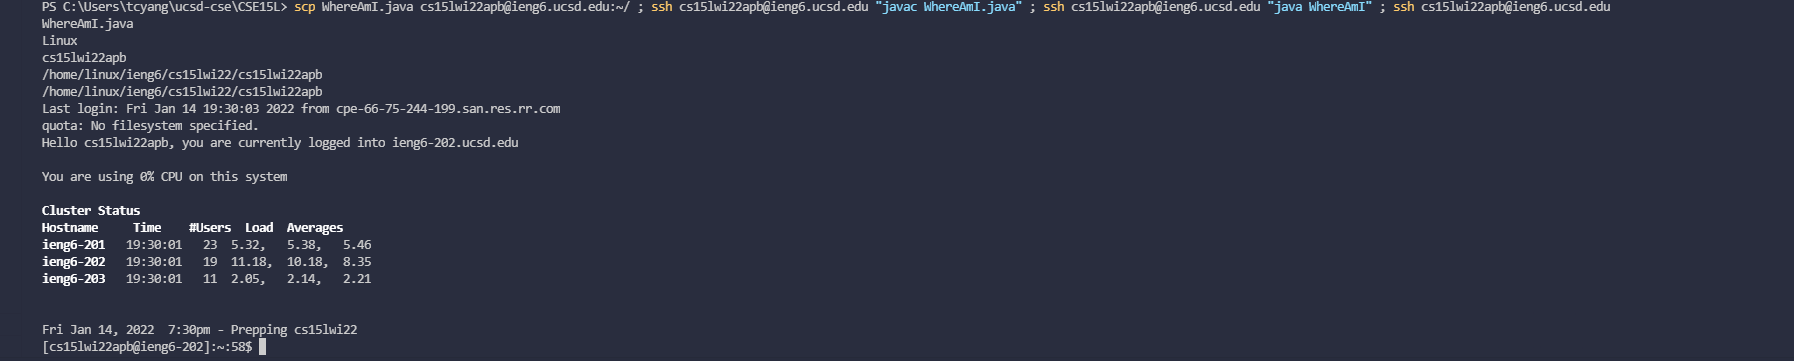 PS C:\Users\tcyang\ucsd-cse\CSE15L> scp WhereAmI.java cs15lwi22apb@ieng6.ucsd.edu:~/ ; ssh cs15lwi22apb@ieng6.ucsd.edu "javac WhereAmI.java" ; ssh cs15lwi22apb@ieng6.ucsd.edu "java WhereAmI" ; ssh cs15lwi22apb@ieng6.ucsd.edu
WhereAmI.java
Linux
cs15lwi22apb
/home/linux/ieng6/cs15lwi22/cs15lwi22apb
/home/linux/ieng6/cs15lwi22/cs15lwi22apb
Last login: Fri Jan 14 19:30:03 2022 from cpe-66-75-244-199.san.res.rr.com
quota: No filesystem specified.
Hello cs15lwi22apb, you are currently logged into ieng6-202.ucsd.edu
You are using 0% CPU on this system
Cluster Status
Hostname     Time    #Users  Load  Averages
ieng6-201   19:30:01   23  5.32,   5.38,   5.46
ieng6-202   19:30:01   19  11.18,  10.18,  8.35
ieng6-203   19:30:01   11  2.05,   2.14,   2.21
Fri Jan 14, 2022  7:30pm - Prepping cs15lwi22
[cs15lwi22apb@ieng6-202]:~:58$